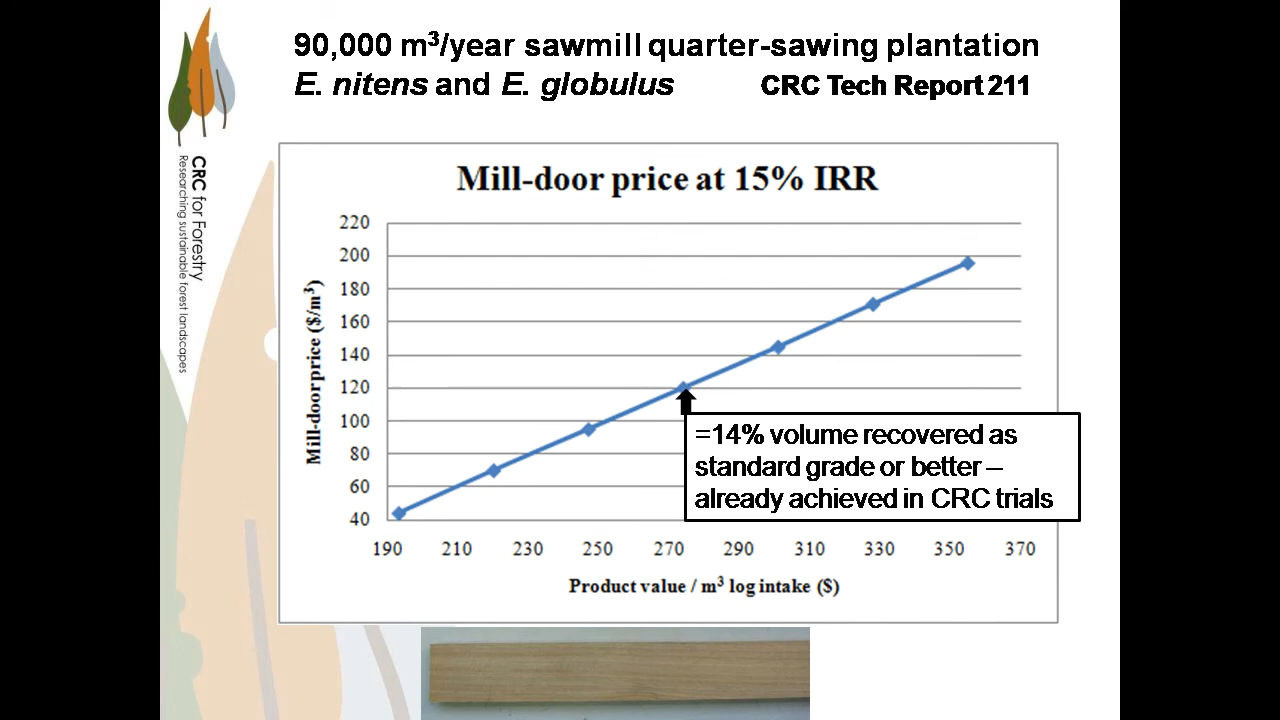 90,000 m³/year sawmill quarter-sawing plantation
E. nitens and E. globulus CRC Tech Report 211
CRC for Forestry
Researching sustainable forest landscapes
Mill-door price at 15% IRR
Mill-door price ($/m³)
220
200
180
160
140
120
100
80
60
40
=14% volume recovered as
standard grade or better –
already achieved in CRC trials
190 210 230 250 270 290 310 330 350 370
Product value / m³ log intake ($)